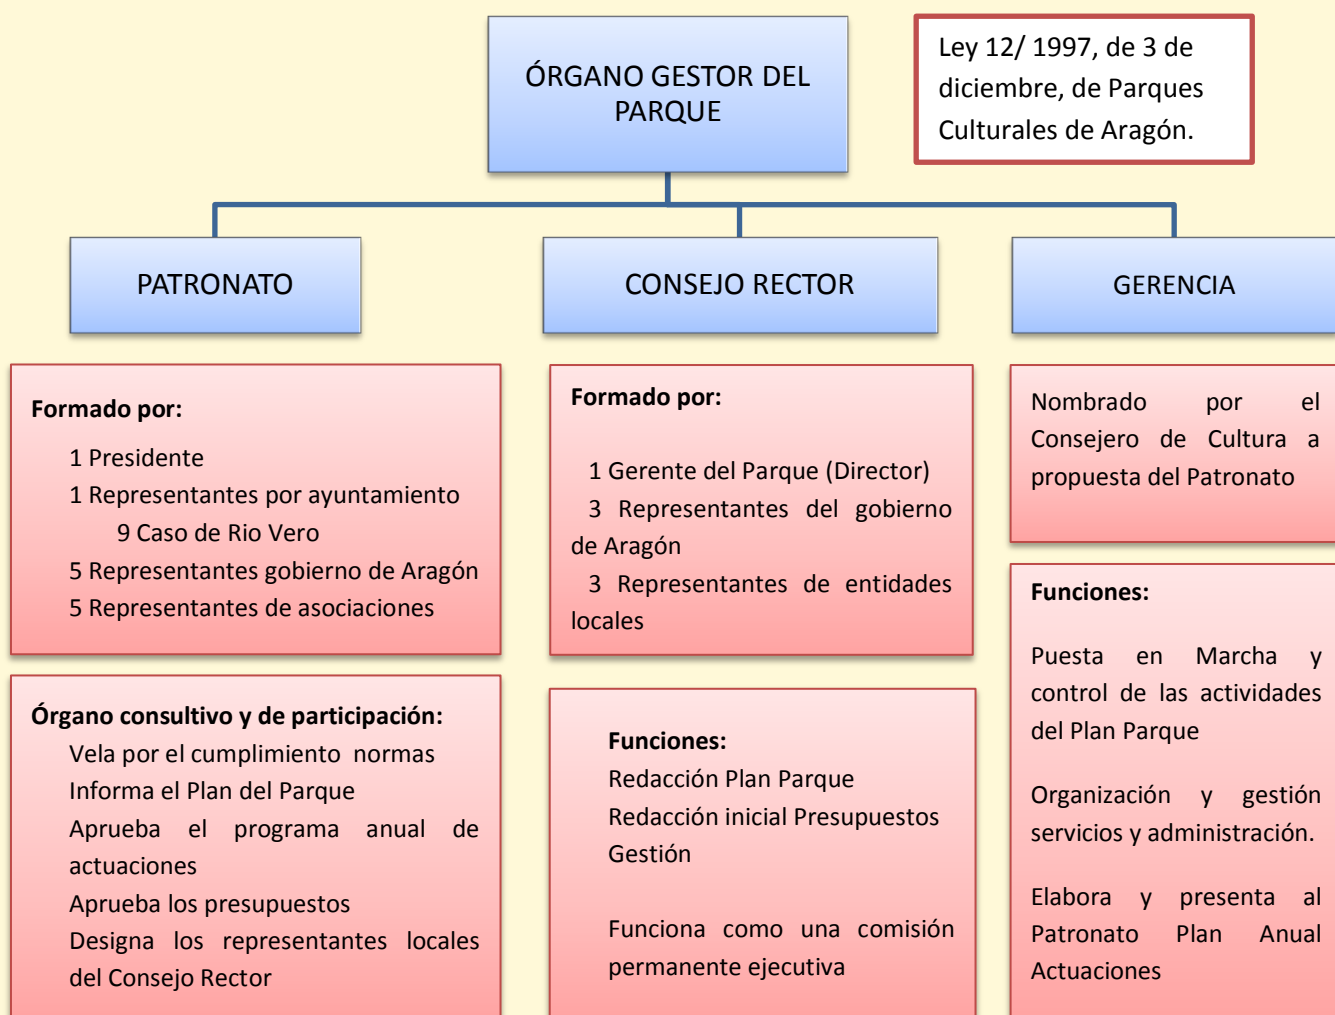 ÓRGANO GESTOR DEL
PARQUE
Ley 12/ 1997, de 3 de
diciembre, de Parques
Culturales de Aragón.
PATRONATO
CONSEJO RECTOR
GERENCIA
Formado por:
1 Presidente
1 Representantes por ayuntamiento
9 Caso de Rio Vero
5 Representantes gobierno de Aragón
5 Representantes de asociaciones
Órgano consultivo y de participación:
Vela por el cumplimiento normas
Informa el Plan del Parque
Aprueba el programa anual de
actuaciones
Aprueba los presupuestos
Designa los representantes locales
del Consejo Rector
Formado por:
1 Gerente del Parque (Director)
3 Representantes del gobierno
de Aragón
3 Representantes de entidades
locales
Funciones:
Redacción Plan Parque
Redacción inicial Presupuestos
Gestión
Funciona como una comisión
permanente ejecutiva
Nombrado por el
Consejero de Cultura a
propuesta del Patronato
Funciones:
Puesta en Marcha y
control de las actividades
del Plan Parque
Organización y gestión
servicios y administración.
Elabora y presenta al
Patronato Plan Anual
Actuaciones